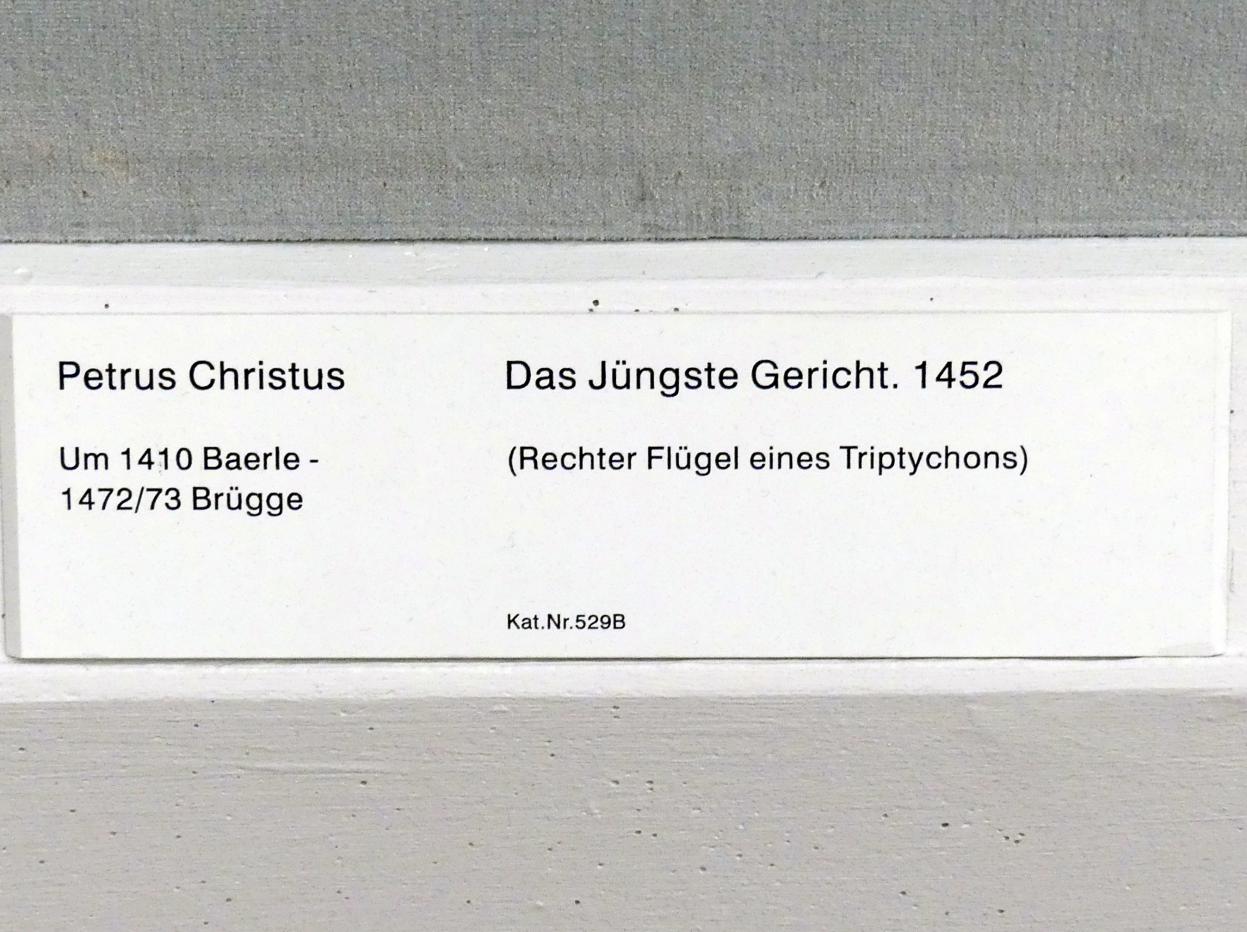 Petrus Christus
Um 1410 Baerle -
1472/73 Brügge
Das Jüngste Gericht. 1452
(Rechter Flügel eines Triptychons)
Kat.Nr.529B